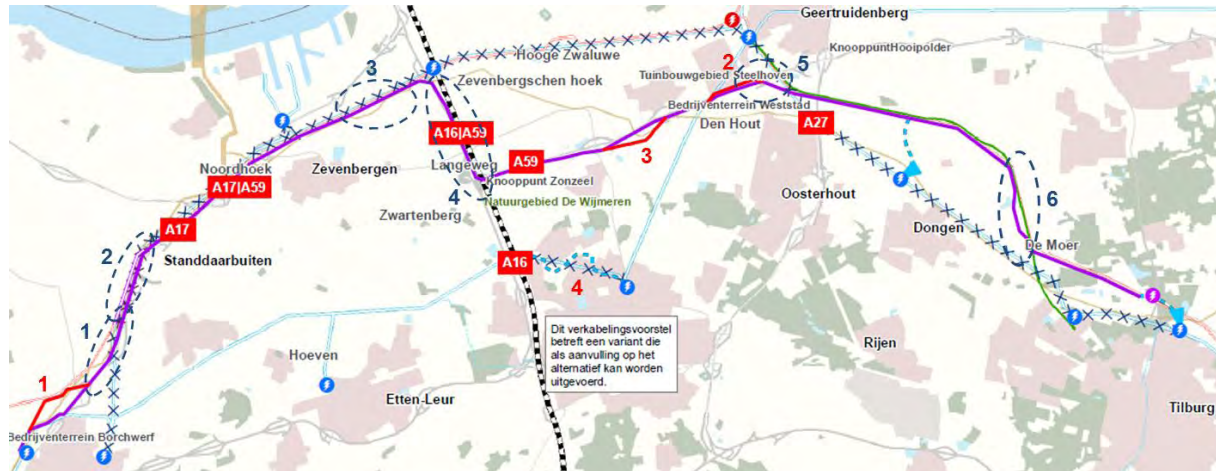 Geertruidenberg
Hooge Zwaluwe
Knooppunt Hooipolder
3
Zevenbergschen hoek
2
5
Tuinbouwgebied Steelhoven
Bedrijventerrein Weststad
A16|A59
Den Hout
A27
Noordhoek
Zevenbergen
Langeweg
A59
3
Knooppunt Zonzeel
A17|A59
4
Natuurgebied De Wijmeren
Oosterhout
6
Zwartenberg
Dongen
A17
De Moer
2
Standdaarbuiten
A16
4
1
Dit verkabelingsvoorstel
betreft een variant die
als aanvulling op het
alternatief kan worden
uitgevoerd.
Hoeven
Rijen
1
Etten-Leur
Tilburg
Bedrijventerrein Borchwerf